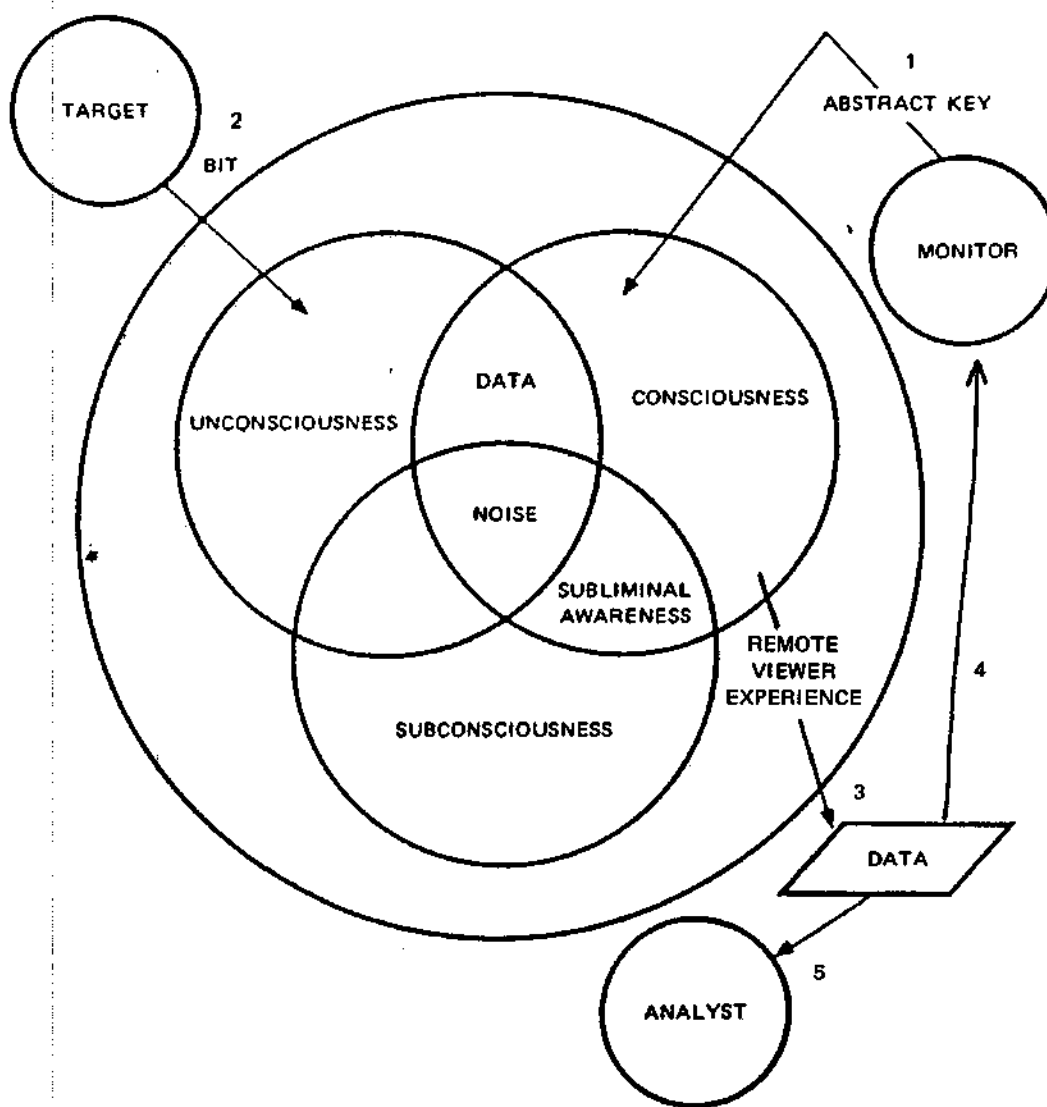 1
ABSTRACT KEY
TARGET
2
BIT
MONITOR
DATA
UNCONSCIOUSNESS
CONSCIOUSNESS
NOISE
SUBLIMINAL
AWARENESS
REMOTE
VIEWER
EXPERIENCE
4
SUBCONSCIOUSNESS
3
DATA
5
ANALYST